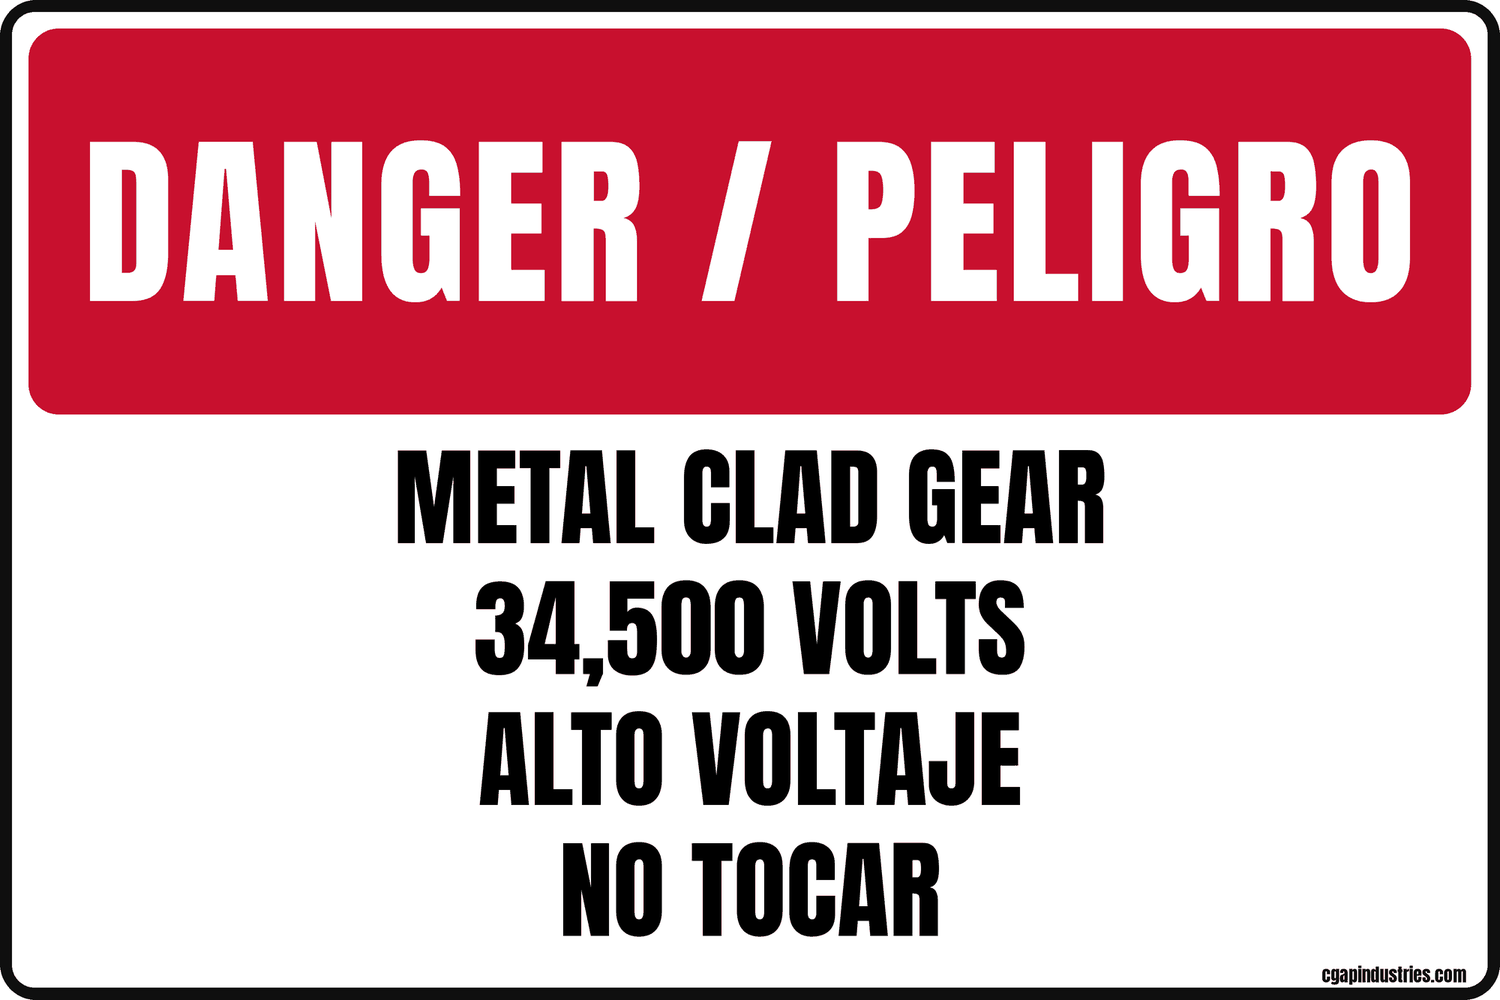 DANGER / PELIGRO
METAL CLAD GEAR
34,500 VOLTS
ALTO VOLTAJE
NO TOCAR
cgapindustries.com